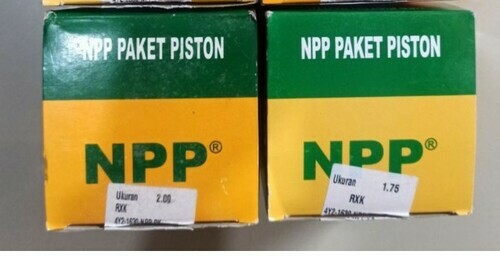 NPP PAKET PISTON
NPP®
Ukuran 2.00
RXK
NPP PAKET PISTON
NPP®
Ukuran 1.75
RXK